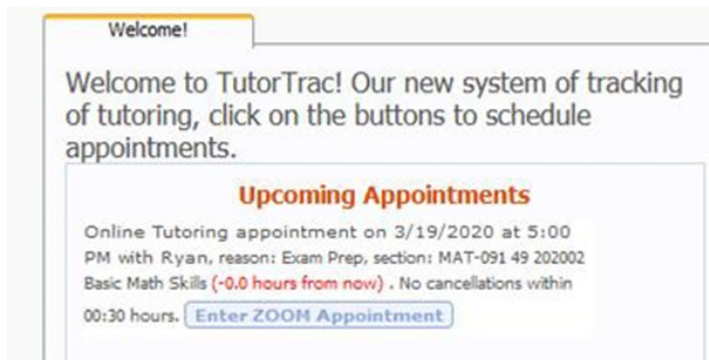 Welcome!
Welcome to TutorTrac! Our new system of tracking
of tutoring, click on the buttons to schedule
appointments.
Upcoming Appointments
Online Tutoring appointment on 3/19/2020 at 5:00
PM with Ryan, reason: Exam Prep, section: MAT-091 49 202002
Basic Math Skills (-0.0 hours from now) . No cancellations within
00:30 hours. Enter ZOOM Appointment